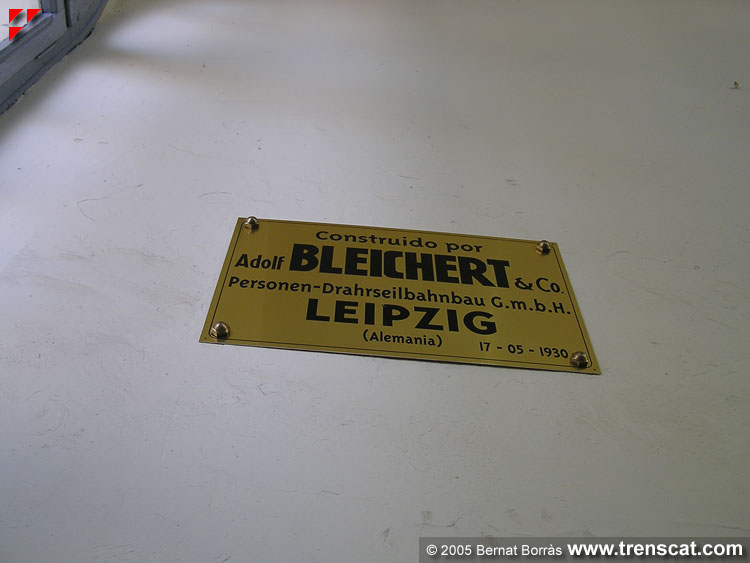 Construido por
Adolf BLEICHERT & Co.
Personen-Drahrseilbahnbau G.m.b.H.
LEIPZIG
(Alemania) 17 - 05 - 1930
© 2005 Bernat Borràs www.trenscat.com